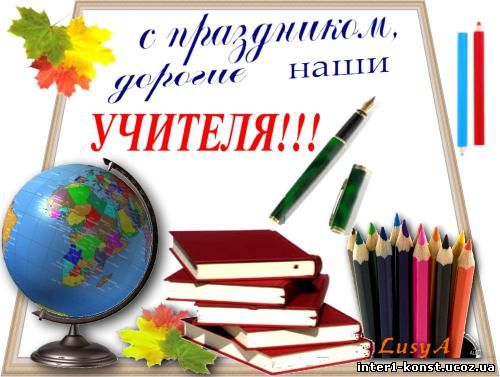 с праздником,
дорогие наши
УЧИТЕЛЯ!!!
LusyA
inter1-konst.ucoz.ua